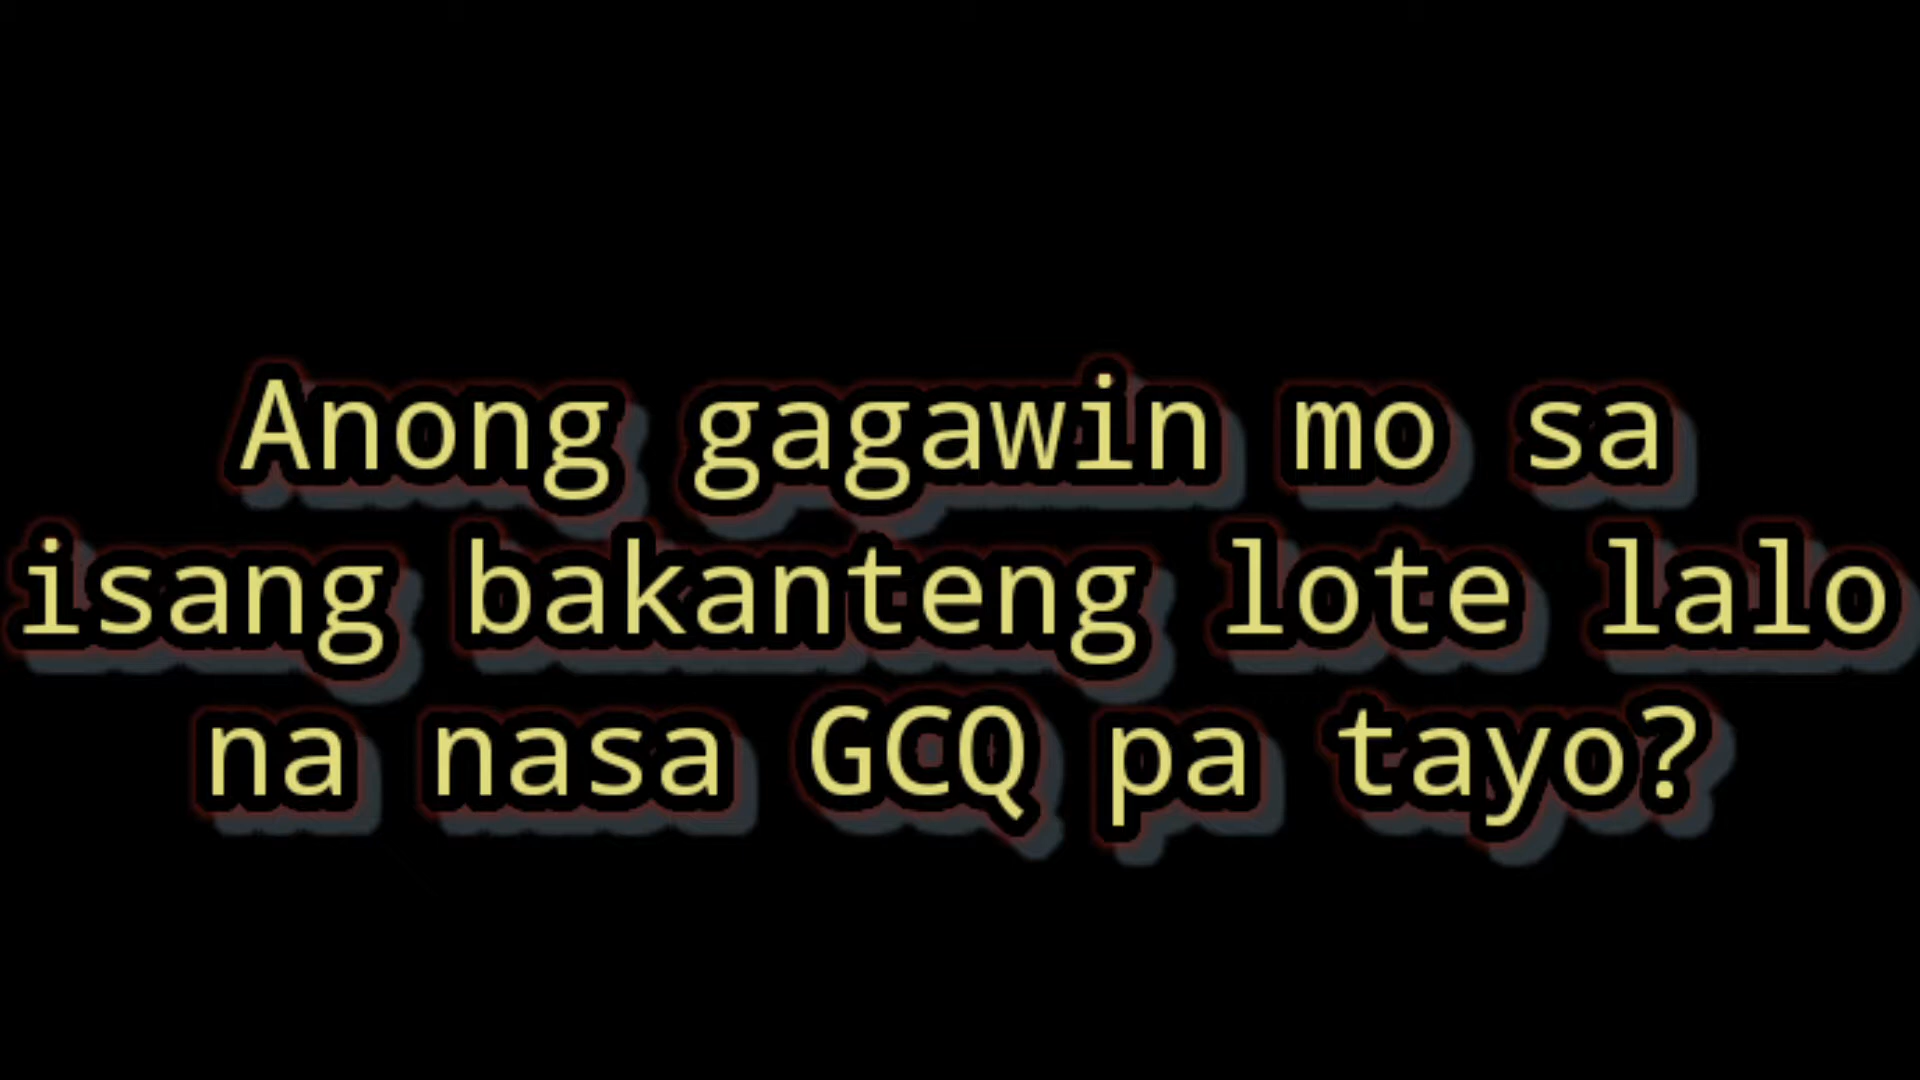 Anong gagawin mo sa
isang bakanteng lote lalo
na nasa GCQ pa tayo?